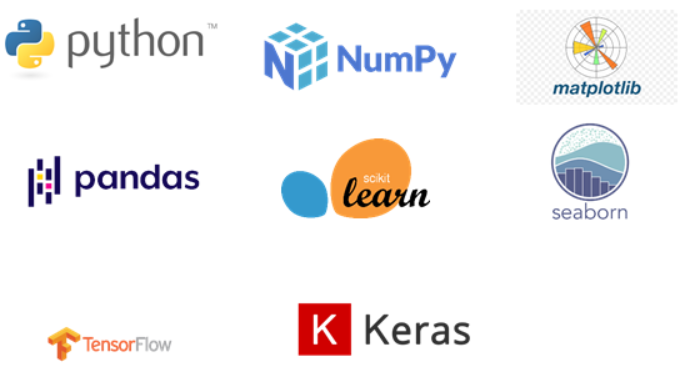 python™
NumPy
matplotlib
pandas
scikit
learn
seaborn
TensorFlow
K Keras